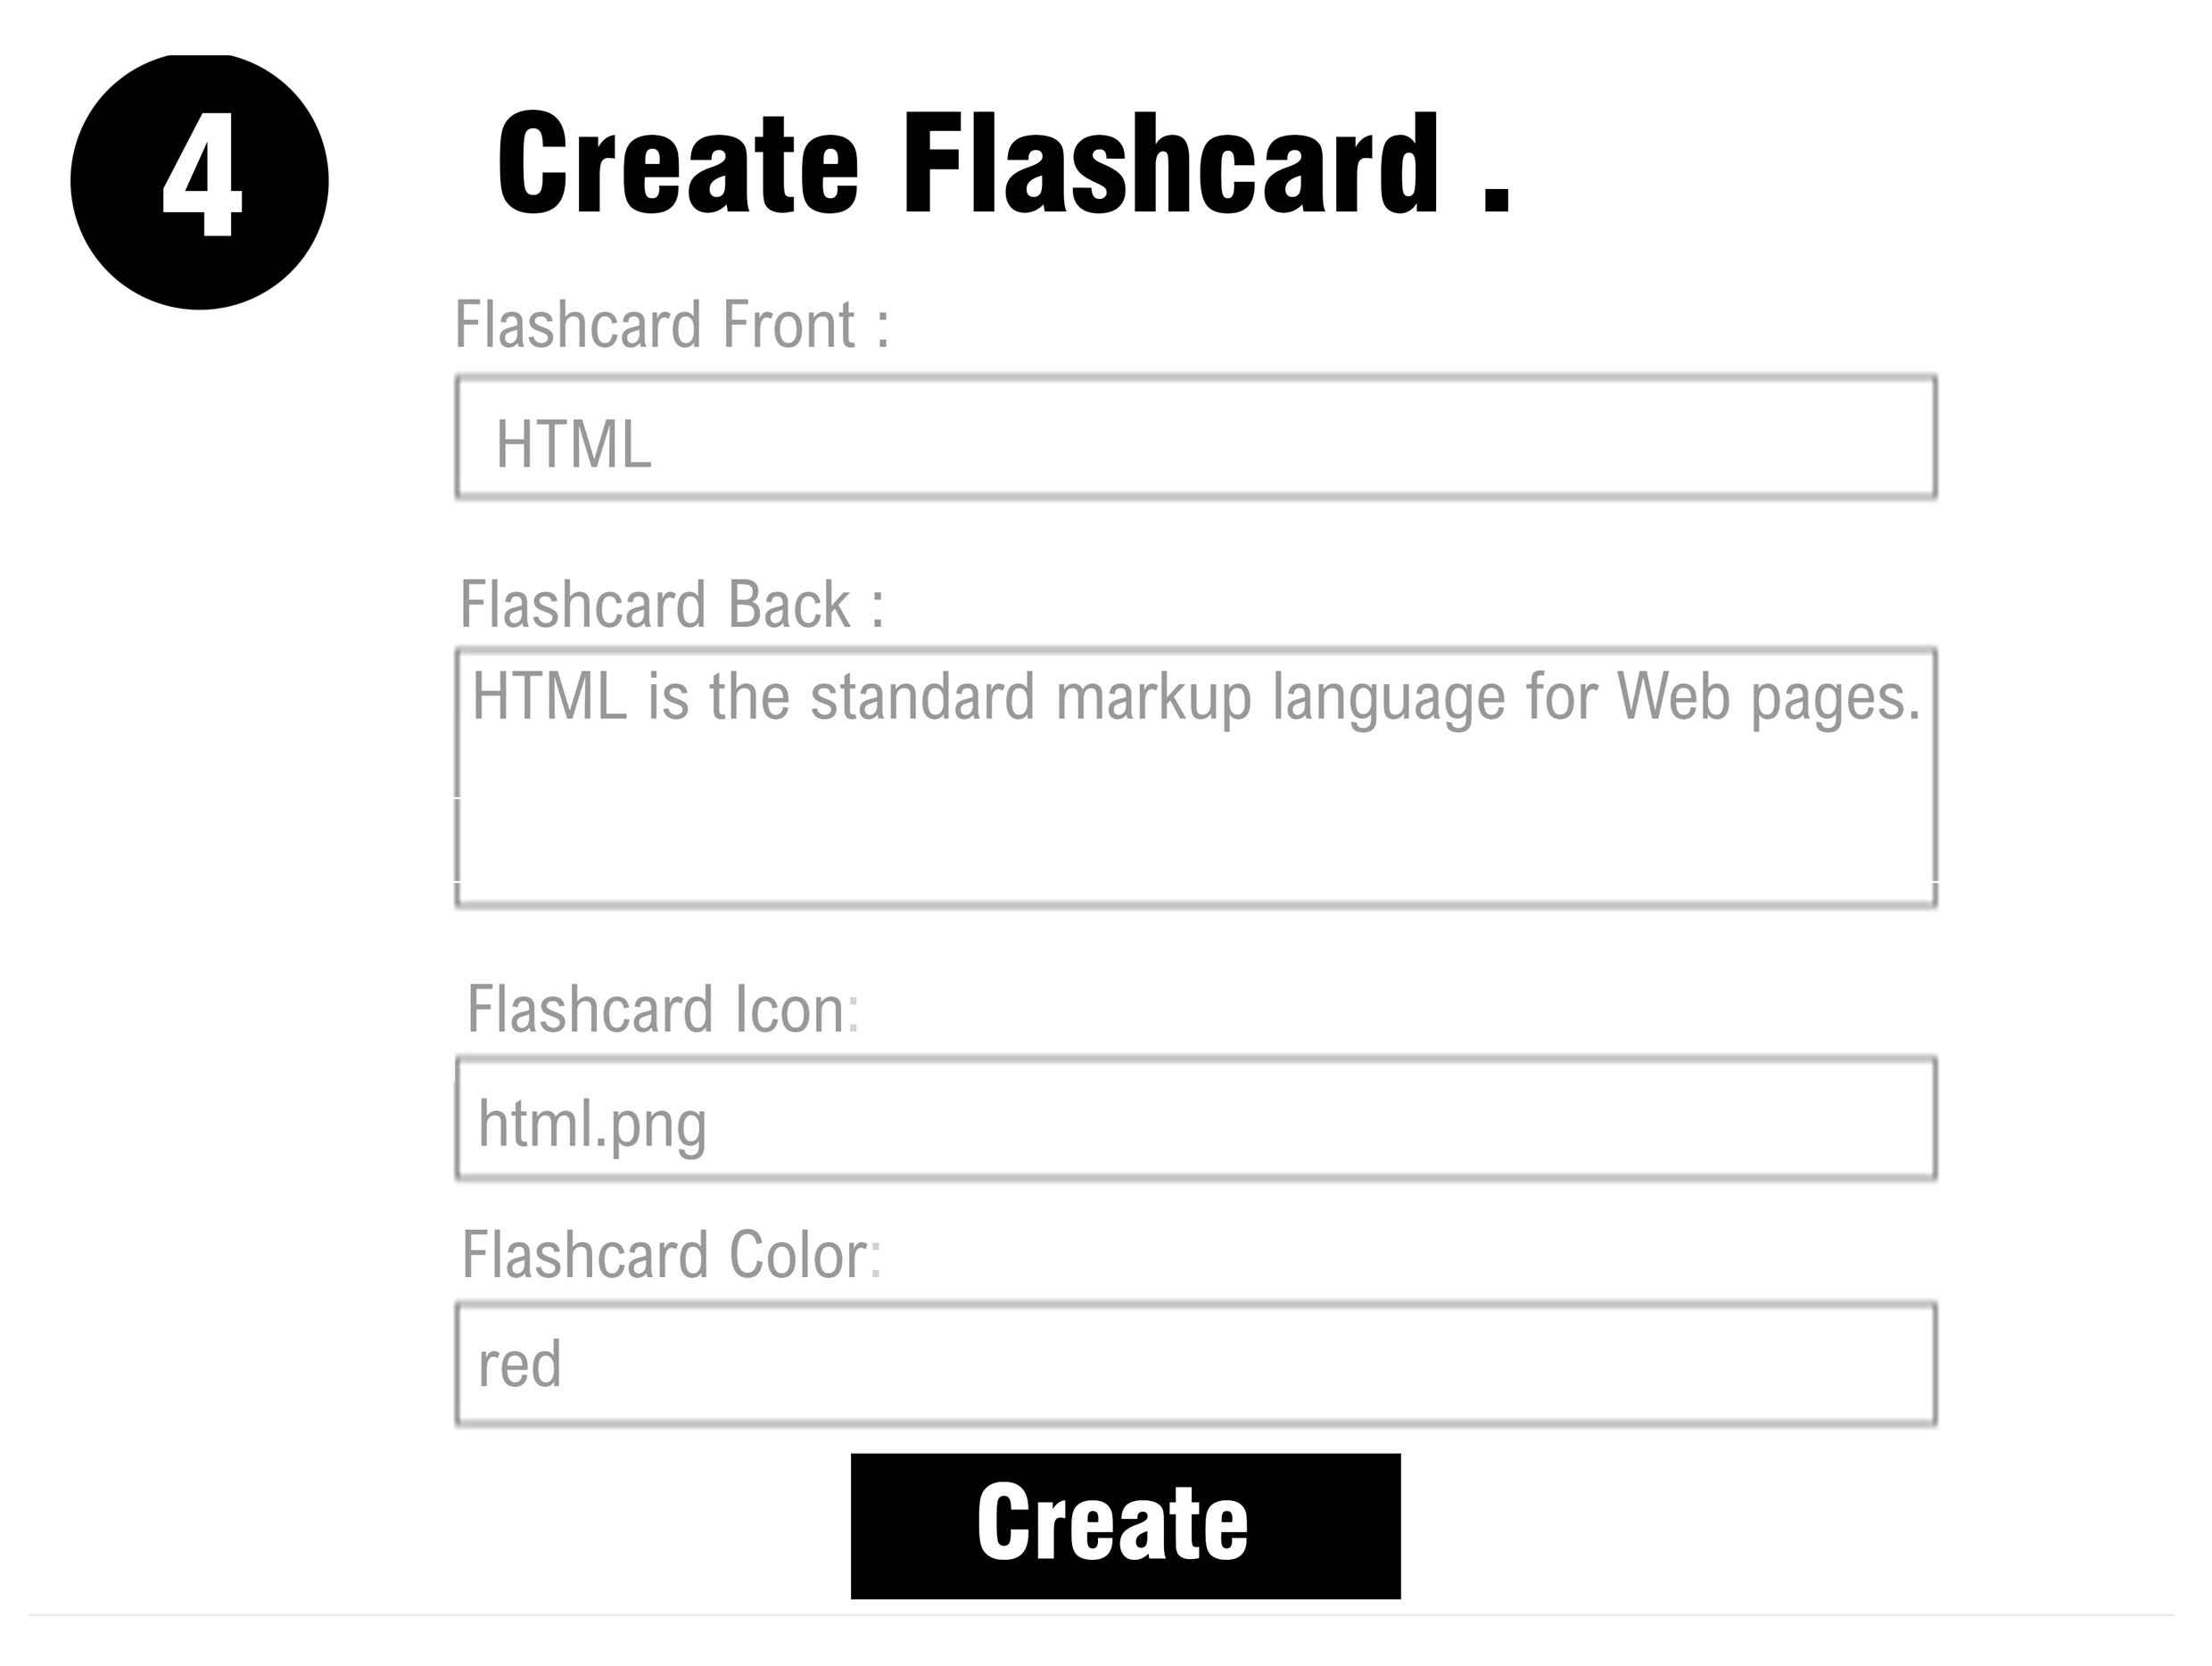 4
Create Flashcard .
Flashcard Front :
HTML
Flashcard Back :
HTML is the standard markup language for Web pages.
Flashcard Icon:
html.png
Flashcard Color:
red
Create